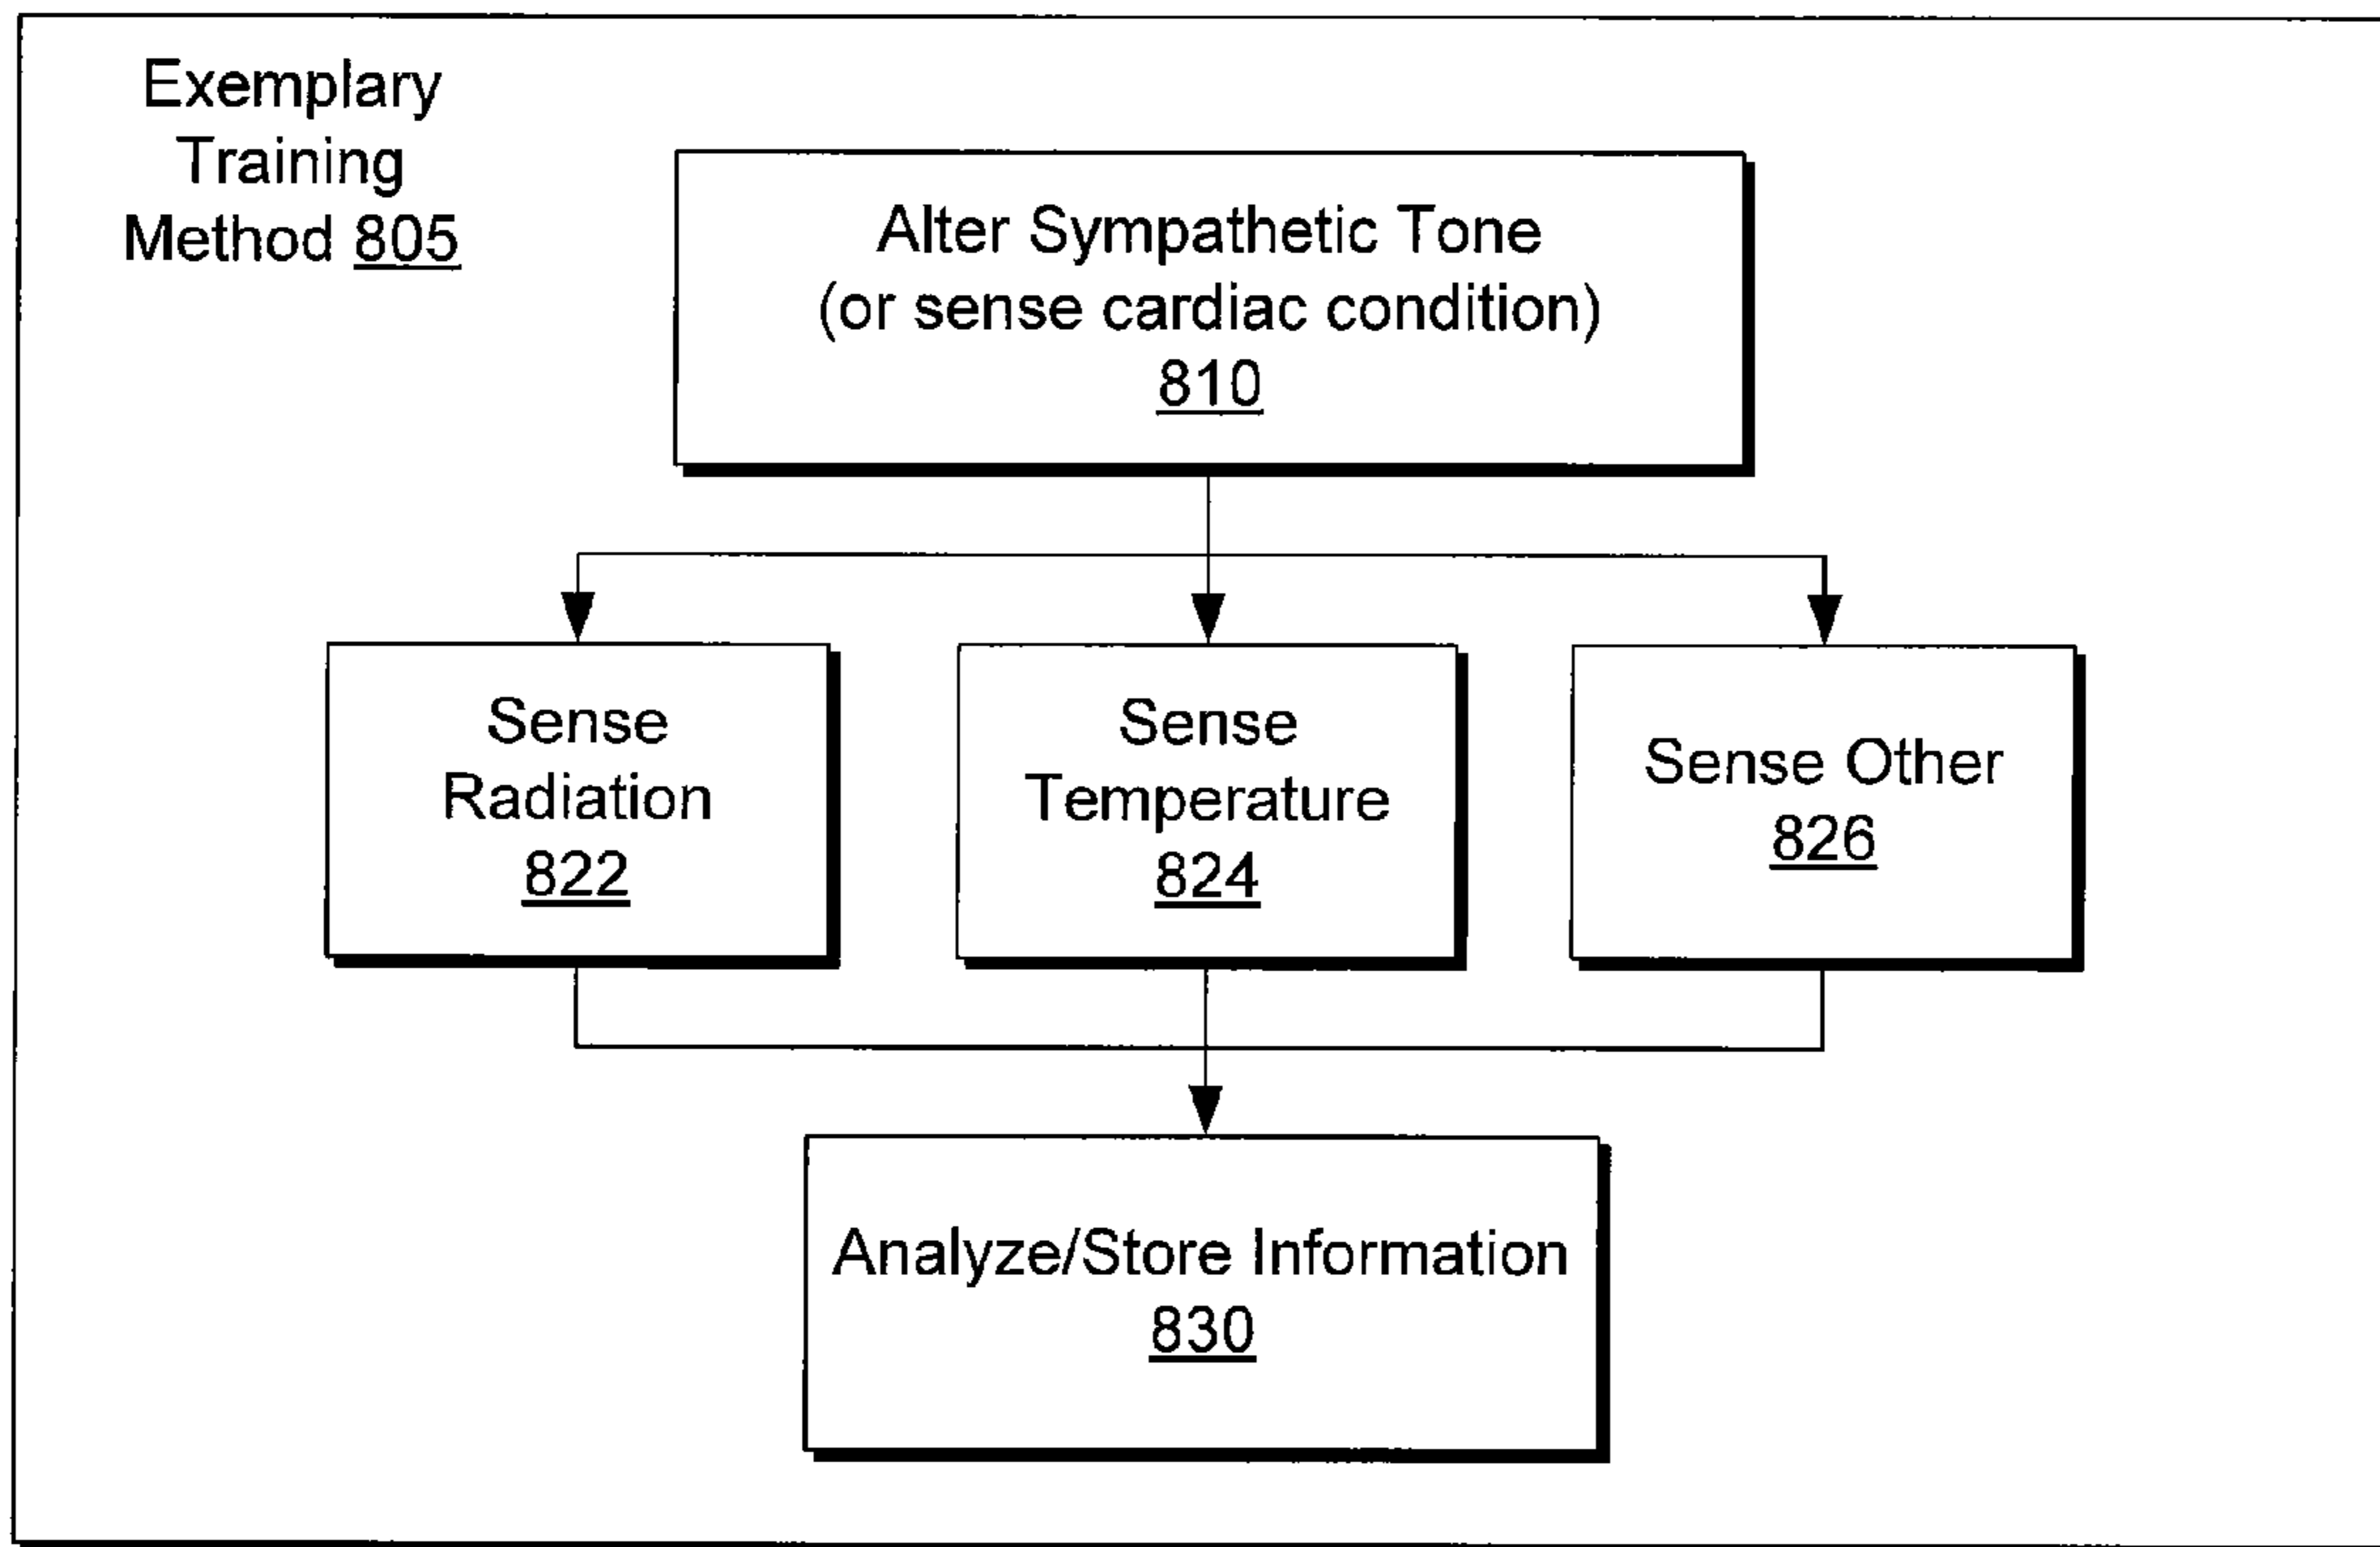 Exemplary
Training
Method 805
Alter Sympathetic Tone
(or sense cardiac condition)
810
Sense
Radiation
822
Sense
Temperature
824
Sense Other
826
Analyze/Store Information
830